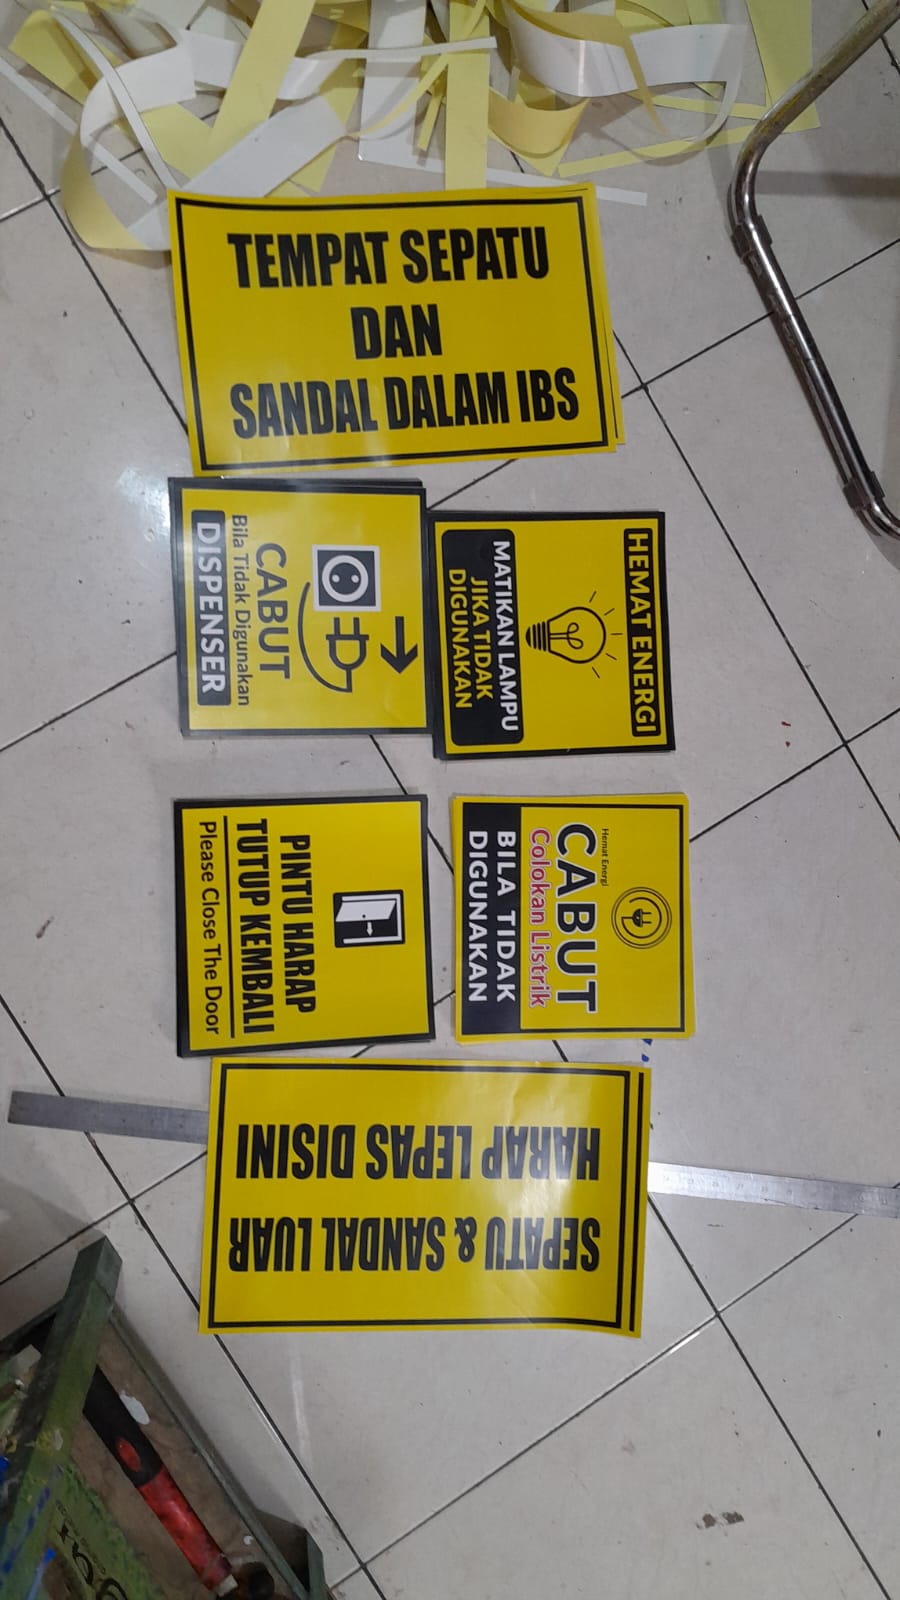 TEMPAT SEPATU
DAN
SANDAL DALAM IBS
CABUT
Bila Tidak Digunakan
DISPENSER
HEMAT ENERGI
MATIKAN LAMPU
JIKA TIDAK
DIGUNAKAN
PINTU HARAP
TUTUP KEMBALI
Please Close The Door
Hemat Energi
CABUT
Colokan Listrik
BILA TIDAK
DIGUNAKAN
SEPATU & SANDAL LUAR
HARAP LEPAS DISINI